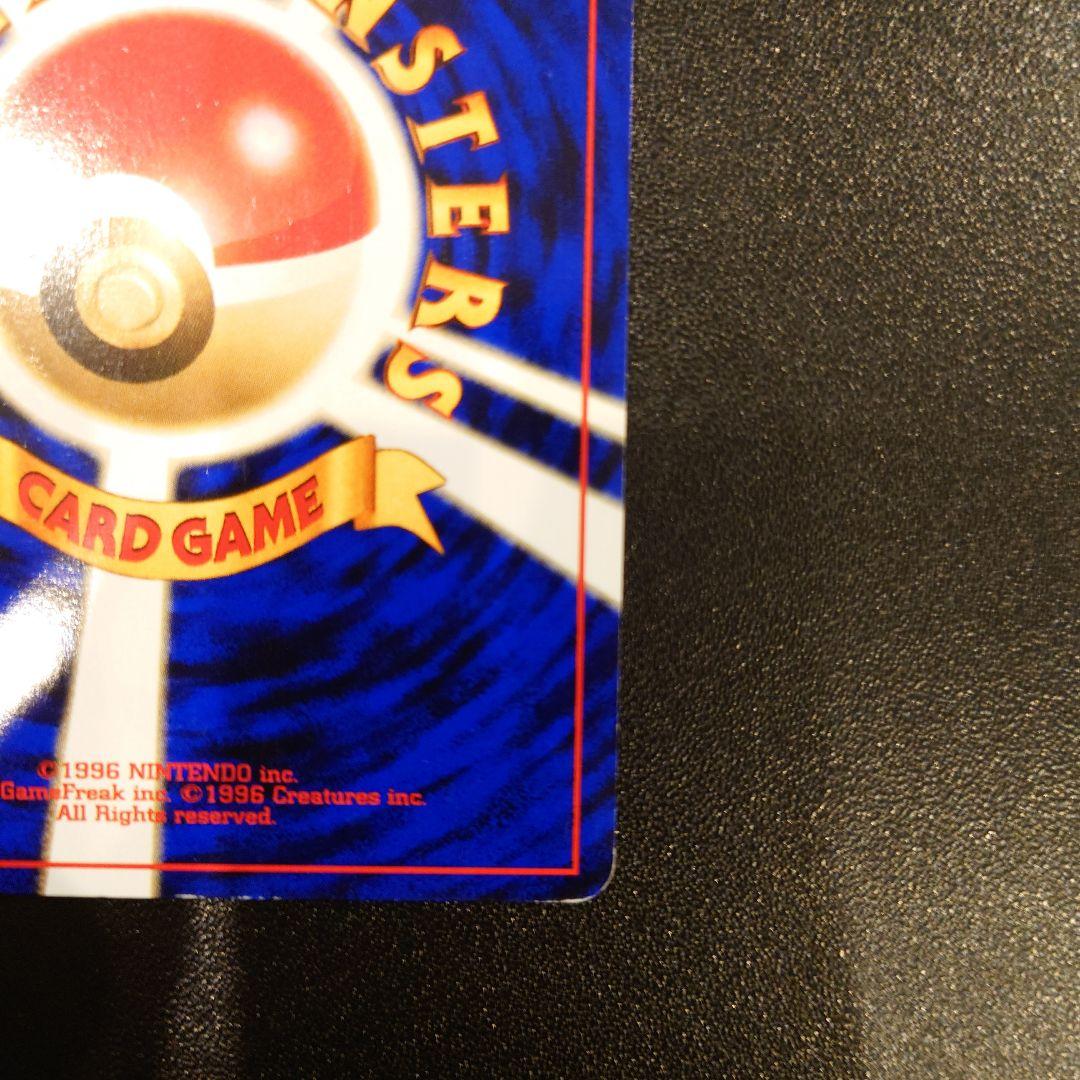 NSTERS
CARD GAME
©1996 NINTENDO inc.
GameFreak inc. ©1996 Creatures inc.
All Rights reserved.